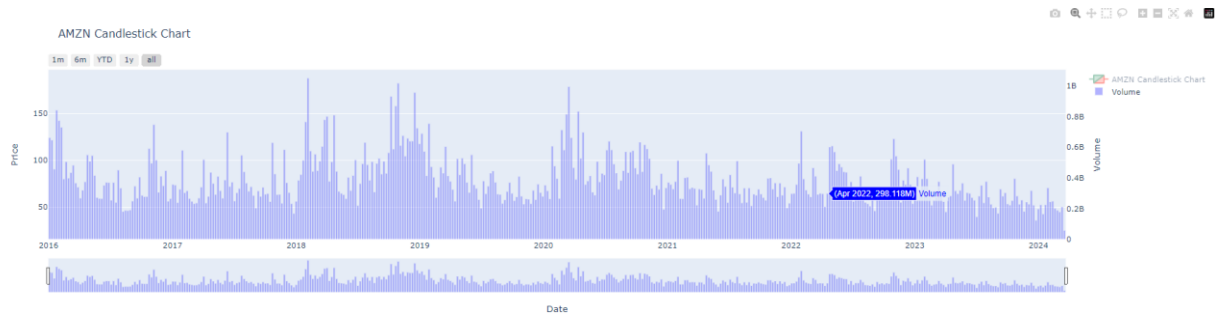 AMZN Candlestick Chart
1m 6m YTD 1y all
AMZN Candlestick Chart
Volume
Price
150
100
50
1B
0.8B
0.6B
0.4B
0.2B
0
Volume
(Apr 2022, 298.118M) Volume
2016 2017 2018 2019 2020 2021 2022 2023 2024
Date